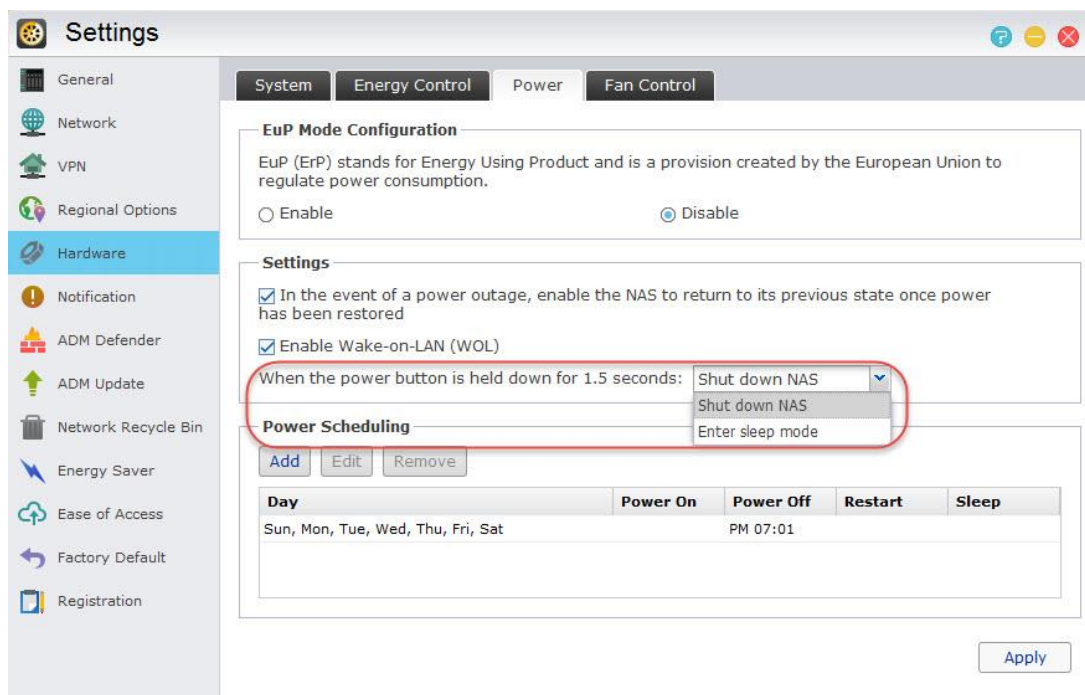 Settings
General
Network
VPN
Regional Options
Hardware
Notification
ADM Defender
ADM Update
Network Recycle Bin
Energy Saver
Ease of Access
Factory Default
Registration
System
Energy Control
Power
Fan Control
EuP Mode Configuration
EuP (ErP) stands for Energy Using Product and is a provision created by the European Union to
regulate power consumption.
Enable
Disable
Settings
In the event of a power outage, enable the NAS to return to its previous state once power
has been restored
Enable Wake-on-LAN (WOL)
When the power button is held down for 1.5 seconds:
Shut down NAS
Shut down NAS
Enter sleep mode
Power Scheduling
Add
Edit
Remove
Day
Power On
Power Off
Restart
Sleep
Sun, Mon, Tue, Wed, Thu, Fri, Sat
PM 07:01
Apply